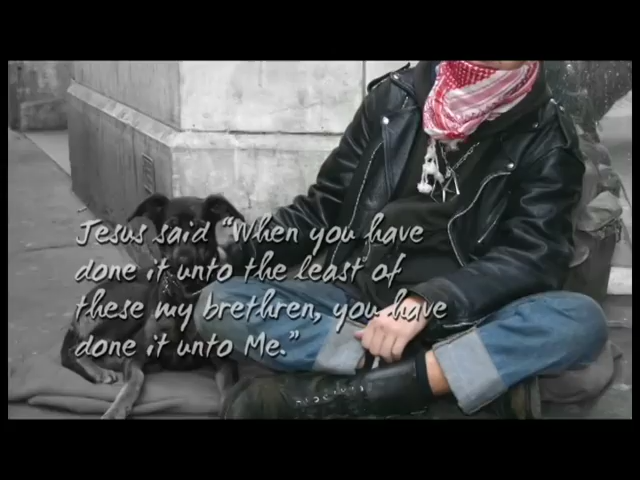 Jesus said "When you have
done it unto the least of
these my brethren, you have
done it unto Me."